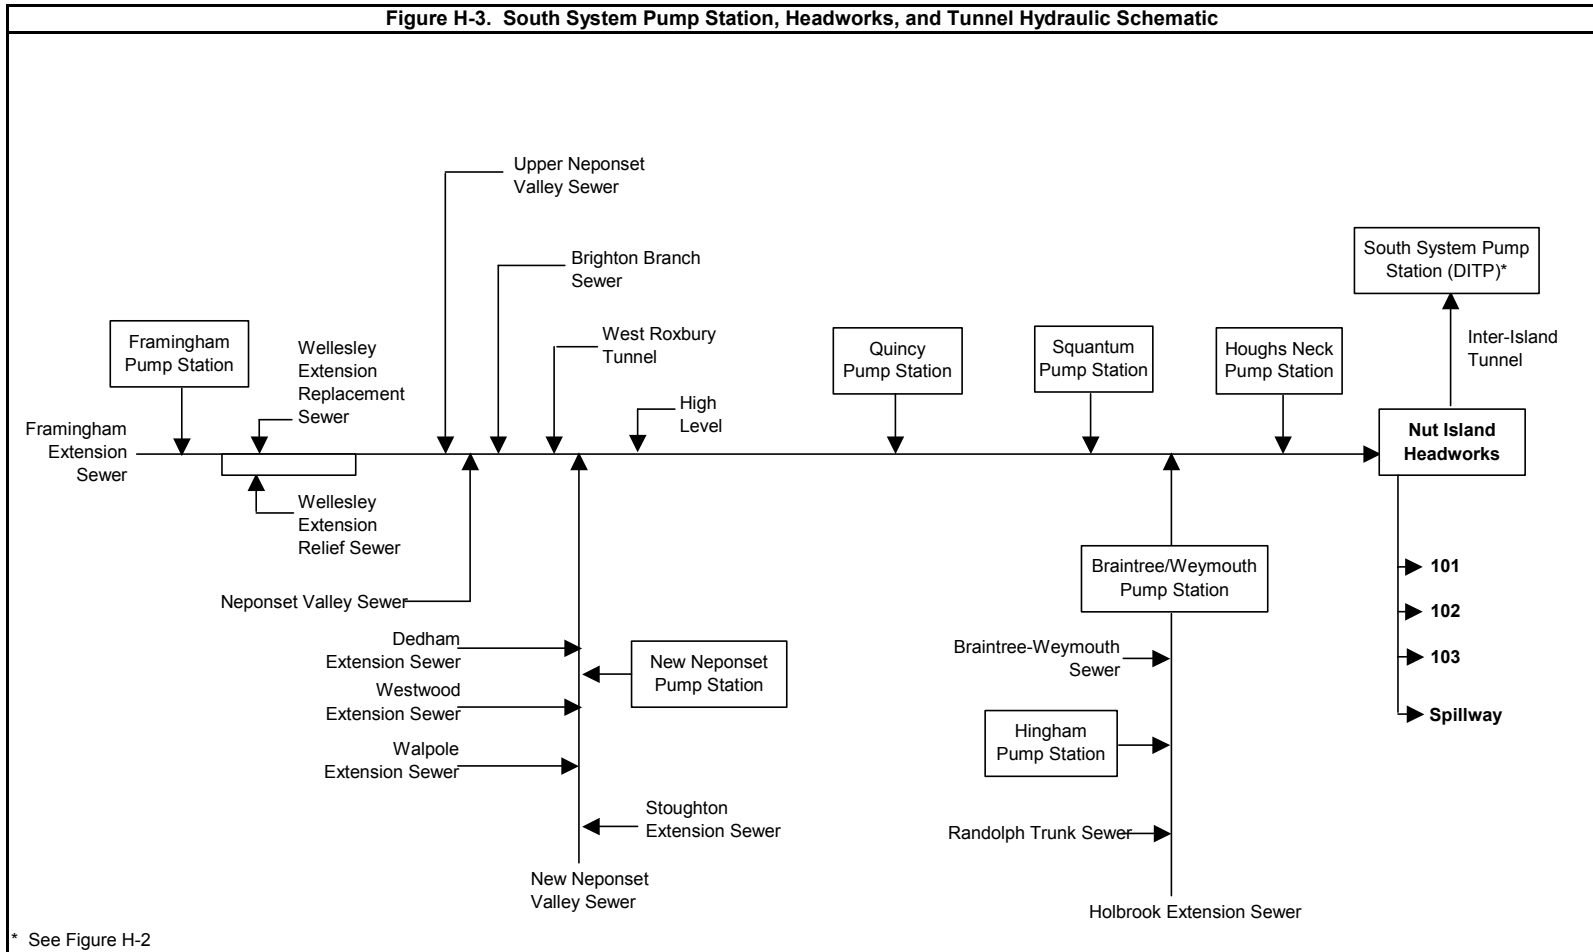 Figure H-3. South System Pump Station, Headworks, and Tunnel Hydraulic Schematic
Upper Neponset
Valley Sewer
Brighton Branch
Sewer
South System Pump
Station (DITP)*
Framingham
Pump Station
Wellesley
Extension
Replacement
Sewer
West Roxbury
Tunnel
Quincy
Pump Station
Squantum
Pump Station
Houghs Neck
Pump Station
Inter-Island
Tunnel
High
Level
Framingham
Extension
Sewer
Nut Island
Headworks
Wellesley
Extension
Relief Sewer
Neponset Valley Sewer
Braintree/Weymouth
Pump Station
101
102
103
Spillway
Dedham
Extension Sewer
New Neponset
Pump Station
Westwood
Extension Sewer
Walpole
Extension Sewer
Stoughton
Extension Sewer
New Neponset
Valley Sewer
Braintree-Weymouth
Sewer
Hingham
Pump Station
Randolph Trunk Sewer
Holbrook Extension Sewer
* See Figure H-2